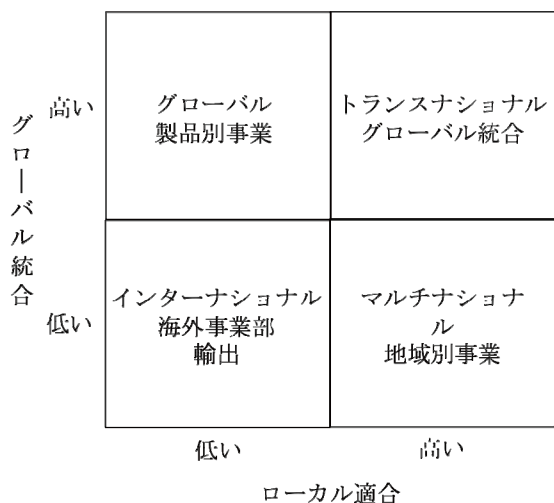 グローバル統合
高い
グローバル
製品別事業
トランスナショナル
グローバル統合
低い
インターナショナル
海外事業部
輸出
マルチナショナ
ル
地域別事業
低い
高い
ローカル適合